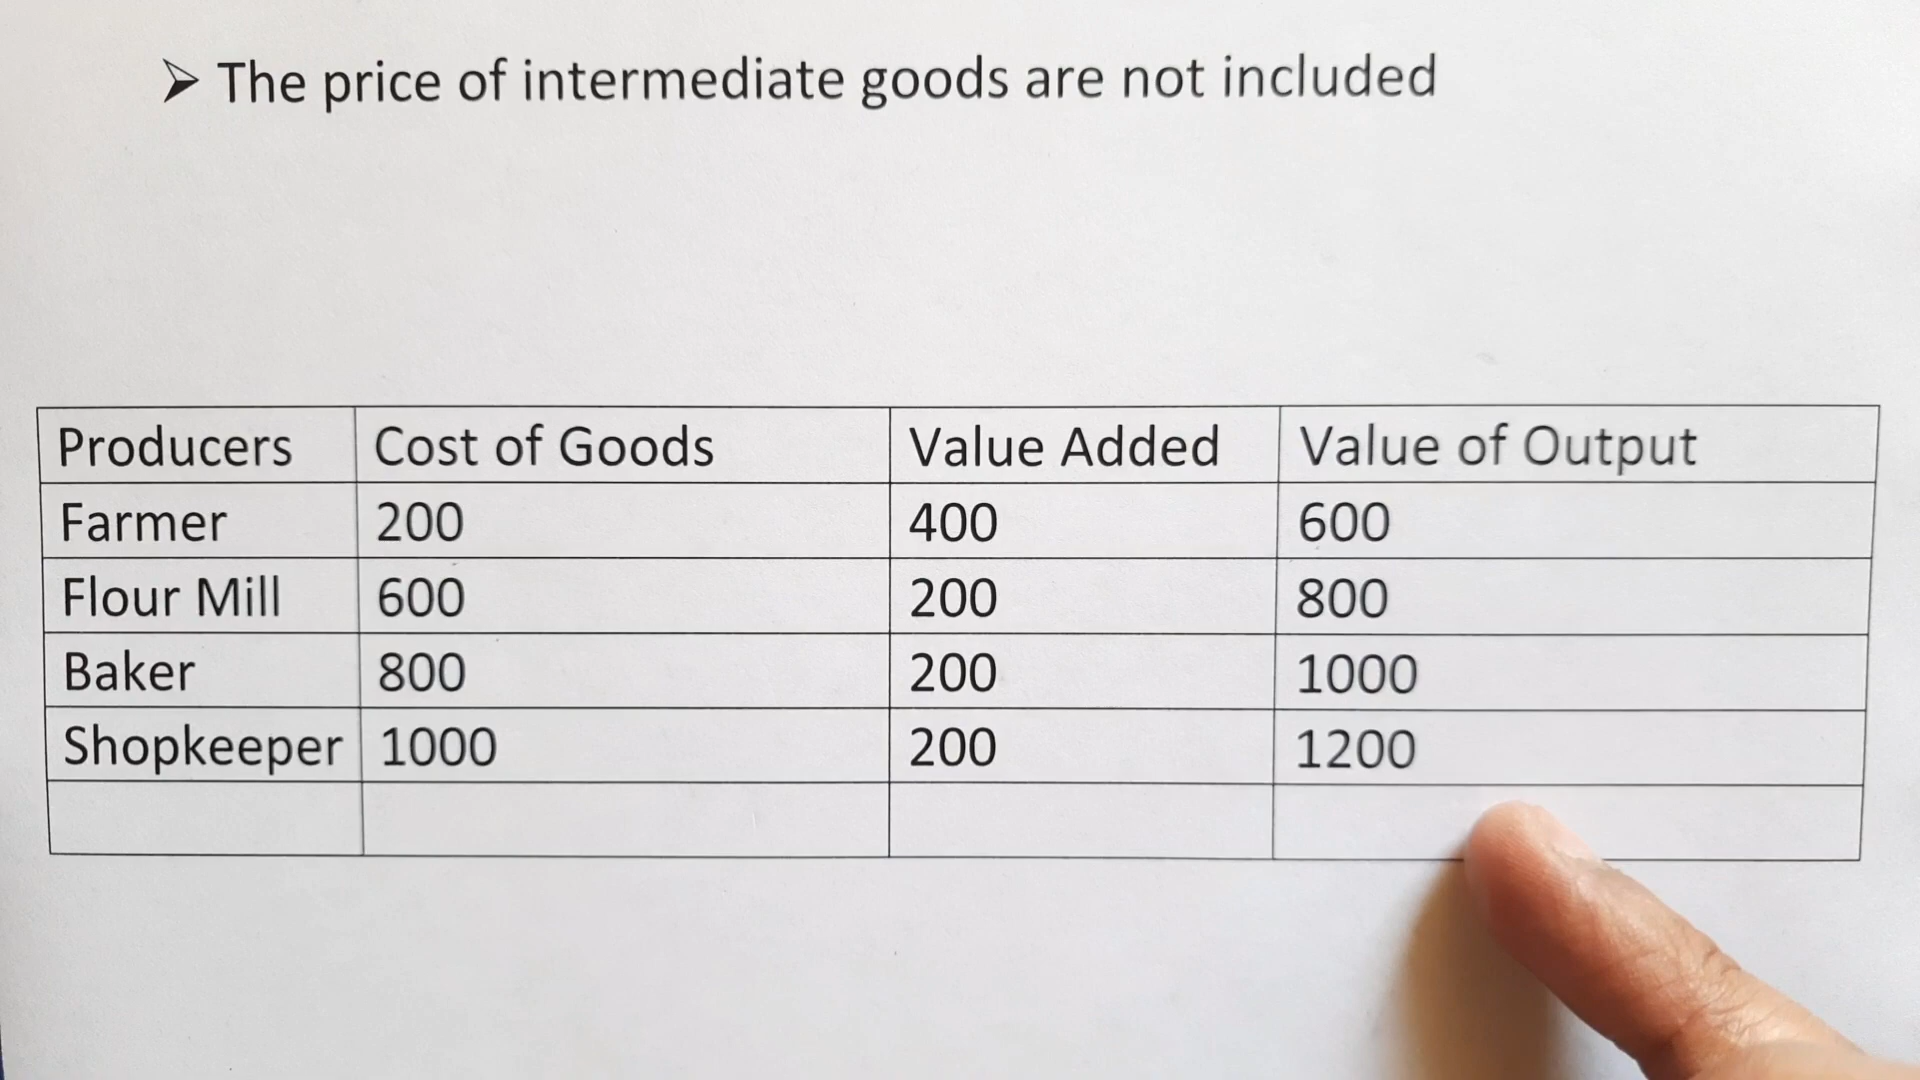 ➢ The price of intermediate goods are not included
Producers Cost of Goods Value Added Value of Output
Farmer 200 400 600
Flour Mill 600 200 800
Baker 800 200 1000
Shopkeeper 1000 200 1200